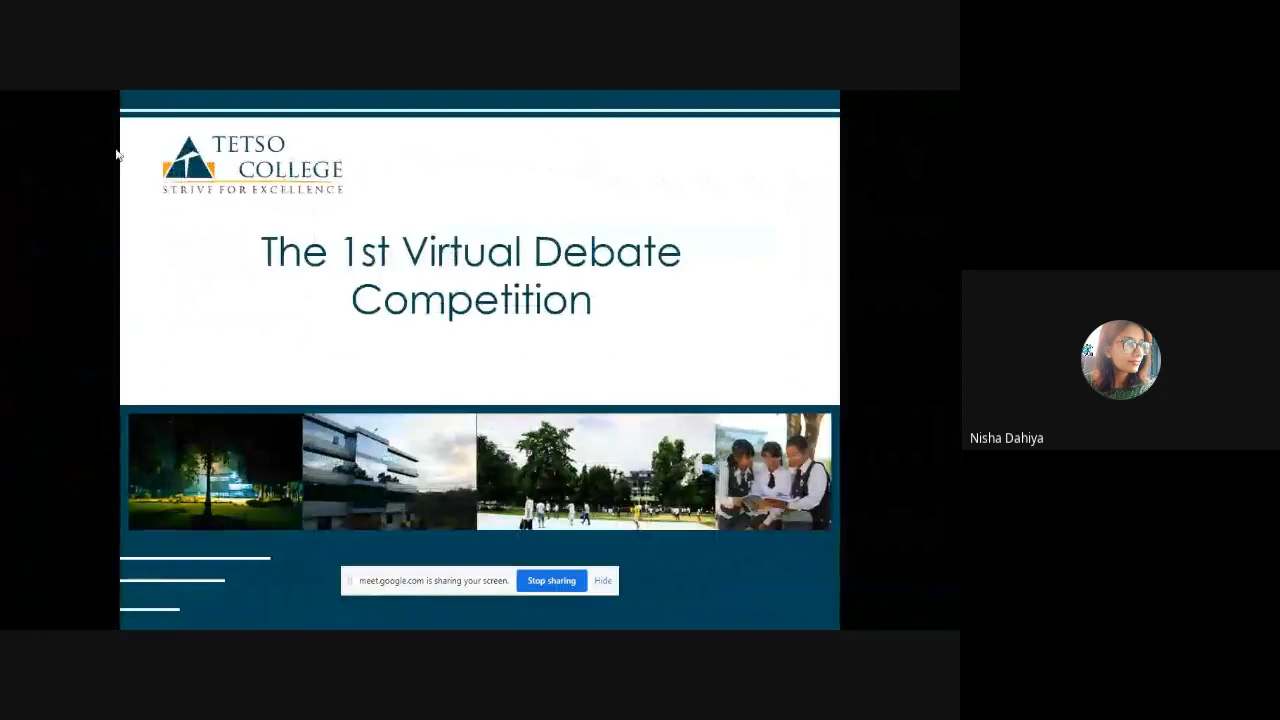 TETSO
COLLEGE
STRIVE FOR EXCELLENCE
The 1st Virtual Debate
Competition
meet.google.com is sharing your screen.
Stop sharing
Hide
Nisha Dahiya